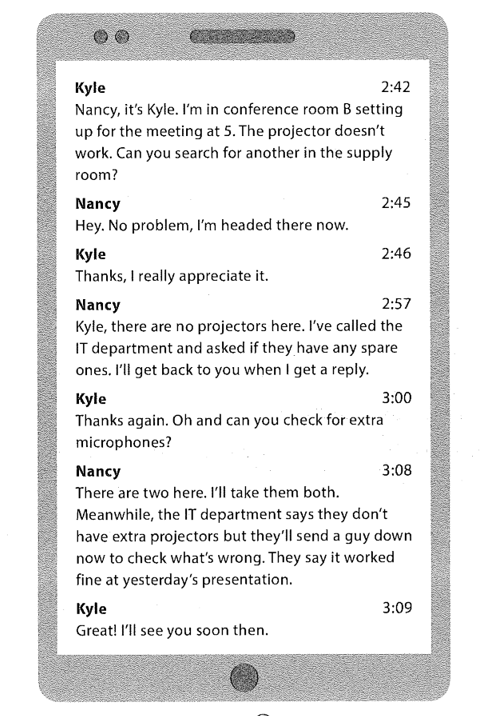 Kyle 2:42
Nancy, it's Kyle. I'm in conference room B setting
up for the meeting at 5. The projector doesn't
work. Can you search for another in the supply
room?
Nancy 2:45
Hey. No problem, I'm headed there now.
Kyle 2:46
Thanks, I really appreciate it.
Nancy 2:57
Kyle, there are no projectors here. I've called the
IT department and asked if they have any spare
ones. I'll get back to you when I get a reply.
Kyle 3:00
Thanks again. Oh and can you check for extra
microphones?
Nancy 3:08
There are two here. I'll take them both.
Meanwhile, the IT department says they don't
have extra projectors but they'll send a guy down
now to check what's wrong. They say it worked
fine at yesterday's presentation.
Kyle 3:09
Great! I'll see you soon then.